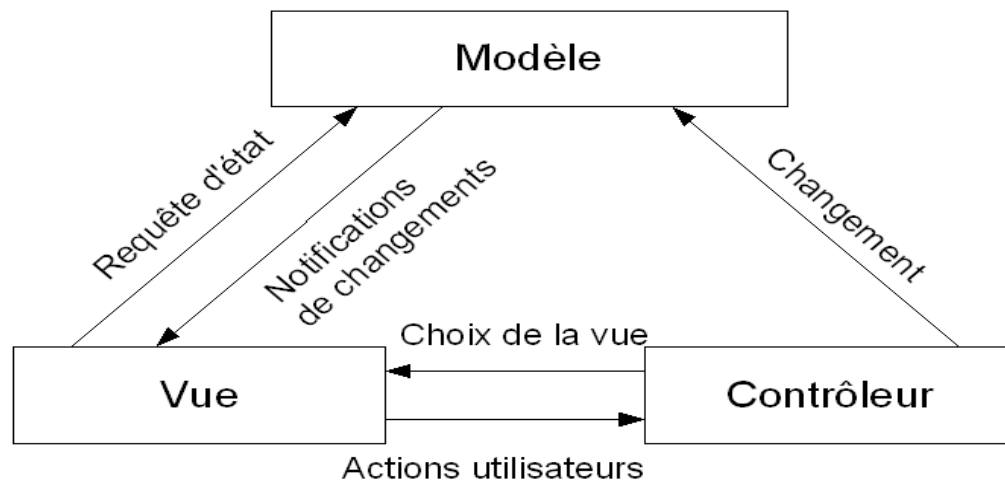 Modèle
Requête d'état
Notifications
de changements
Changement
Choix de la vue
Vue
Contrôleur
Actions utilisateurs